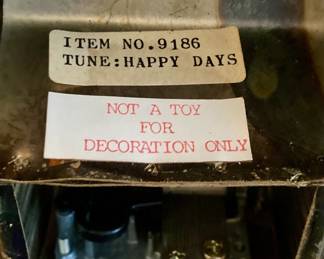 ITEM NO.9186
TUNE:HAPPY DAYS
NOT A TOY
FOR
DECORATION ONLY